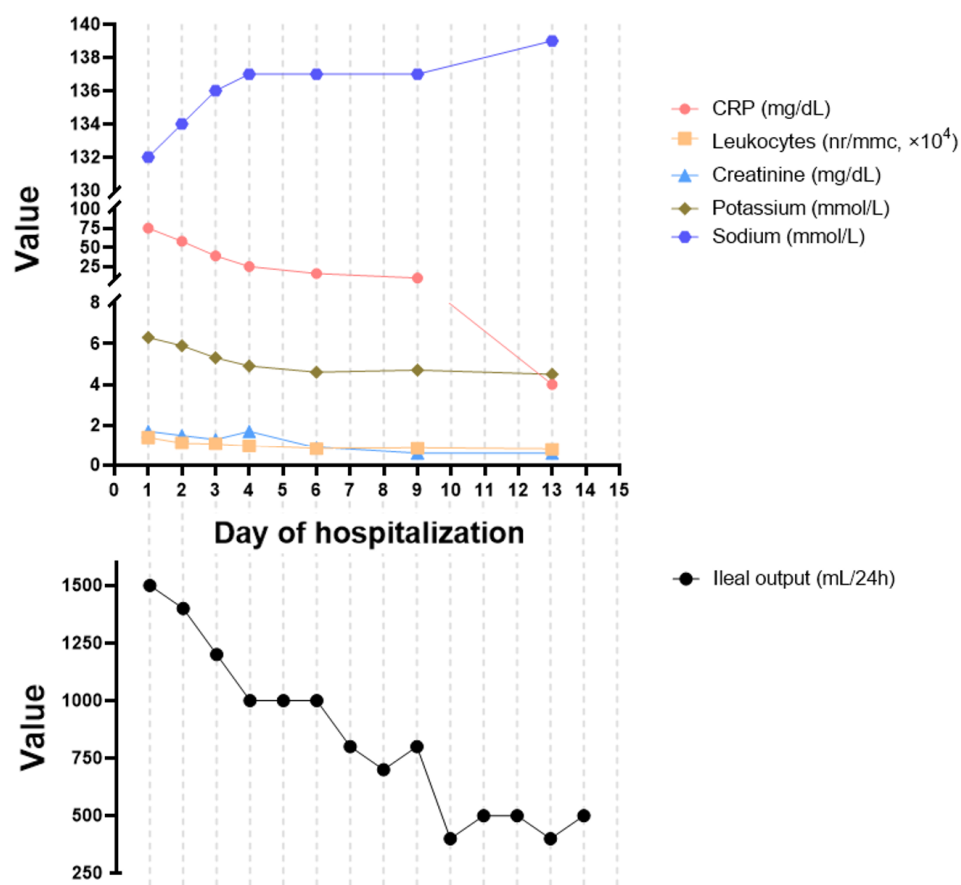 140
138
136
134
132
130
100
75
50
25
8
6
4
2
0
Value
0 1 2 3 4 5 6 7 8 9 10 11 12 13 14 15
Day of hospitalization
CRP (mg/dL)
Leukocytes (nr/mmc, ×10⁴)
Creatinine (mg/dL)
Potassium (mmol/L)
Sodium (mmol/L)
1500
1250
1000
750
500
250
Value
Ileal output (mL/24h)